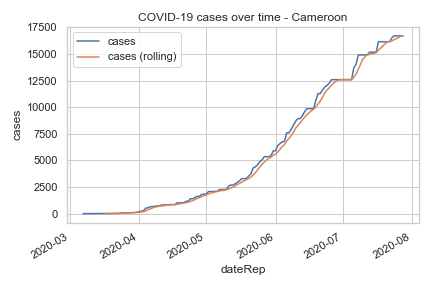 COVID-19 cases over time - Cameroon
17500
15000
12500
10000
7500
5000
2500
0
cases
cases
cases (rolling)
2020-03
2020-04
2020-05
2020-06
2020-07
2020-08
dateRep